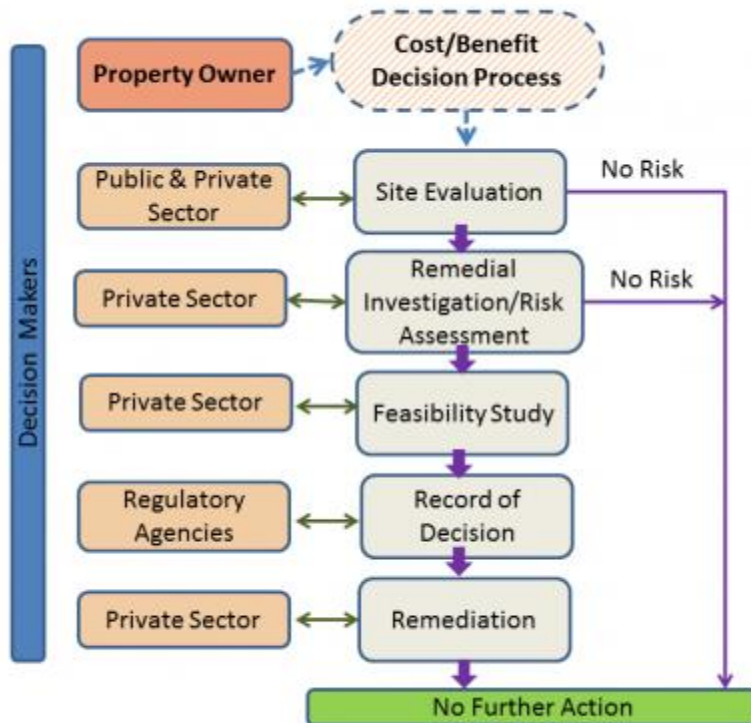 Decision Makers
Property Owner
Cost/Benefit
Decision Process
Public & Private
Sector
Site Evaluation
No Risk
Private Sector
Remedial
Investigation/Risk
Assessment
No Risk
Private Sector
Feasibility Study
Regulatory
Agencies
Record of
Decision
Private Sector
Remediation
No Further Action